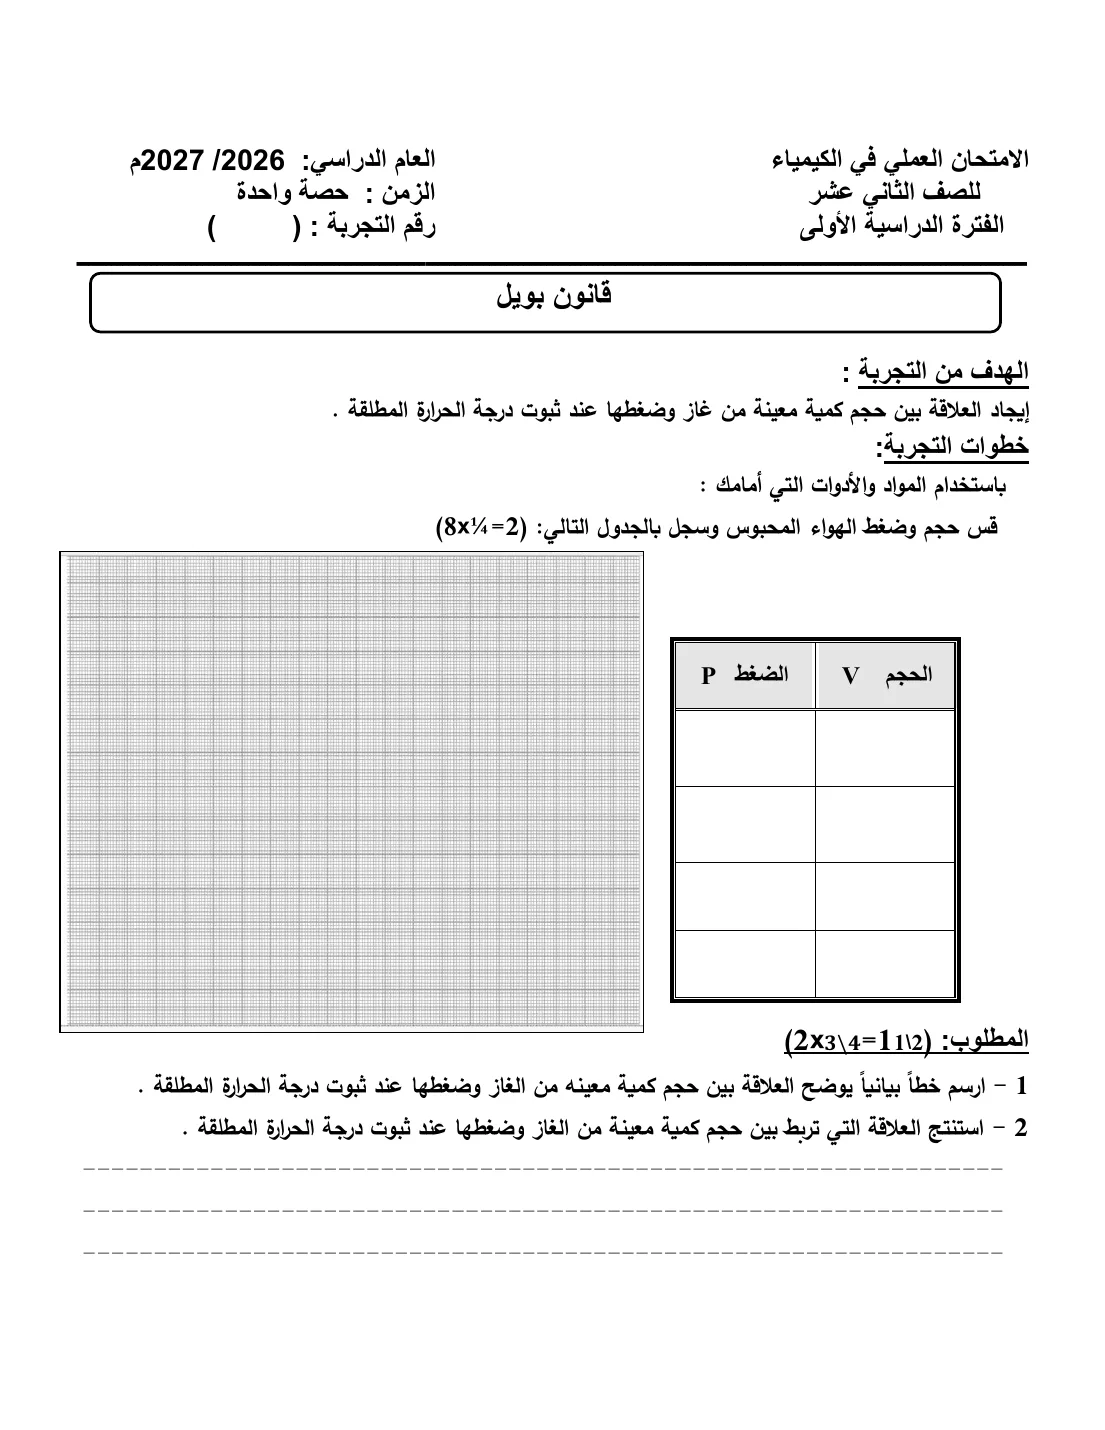 الامتحان العملي في الكيمياء
للصف الثاني عشر
الفترة الدراسية الأولى
العام الدراسي: 2026/ 2027م
الزمن : حصة واحدة
رقم التجربة : ( )
قانون بويل
الهدف من التجربة :
إيجاد العلاقة بين حجم كمية معينة من غاز وضغطها عند ثبوت درجة الحرارة المطلقة .
خطوات التجربة:
باستخدام المواد والأدوات التي أمامك :
قس حجم وضغط الهواء المحبوس وسجل بالجدول التالي: (8x¼=2)
الحجم V الضغط P
المطلوب: (2x3\4=11\2)
1 – ارسم خطاً بيانياً يوضح العلاقة بين حجم كمية معينه من الغاز وضغطها عند ثبوت درجة الحرارة المطلقة .
2 – استنتج العلاقة التي تربط بين حجم كمية معينة من الغاز وضغطها عند ثبوت درجة الحرارة المطلقة .